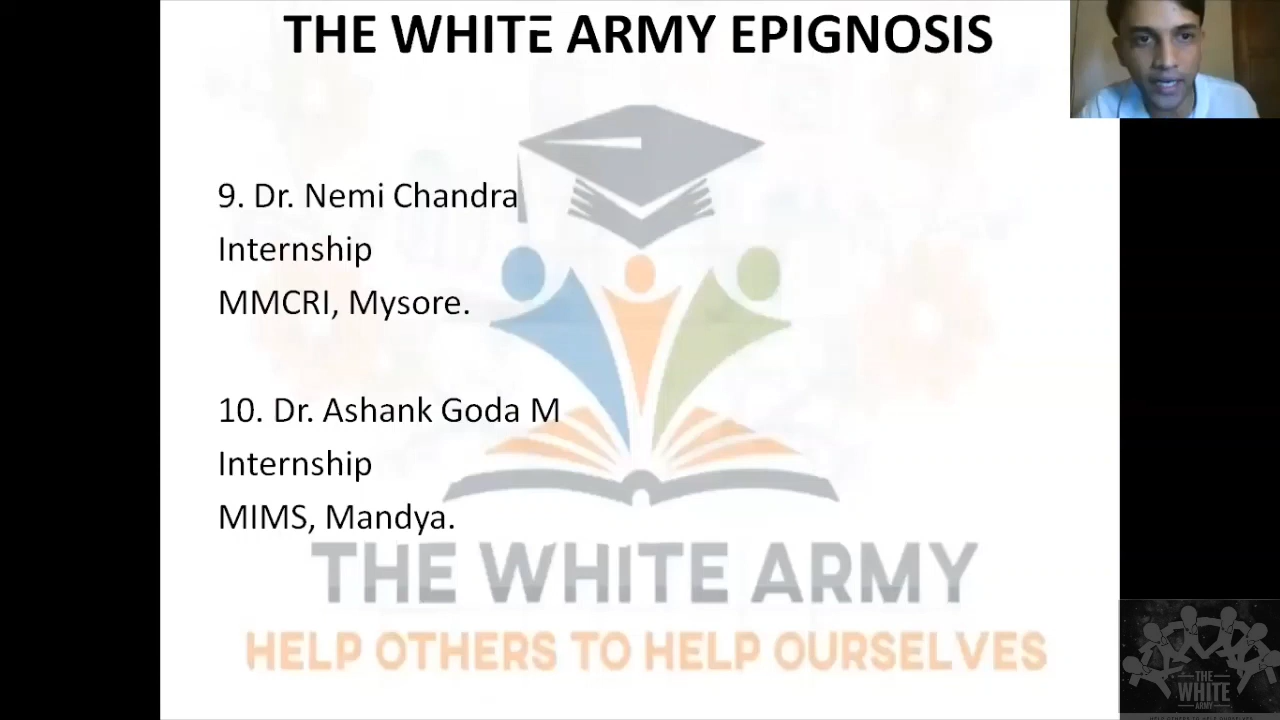 THE WHITE ARMY EPIGNOSIS
9. Dr. Nemi Chandra
Internship
MMCRI, Mysore.
10. Dr. Ashank Goda M
Internship
MIMS, Mandya.
THE WHITE ARMY
HELP OTHERS TO HELP OURSELVES
THE
WHITE
ARMY